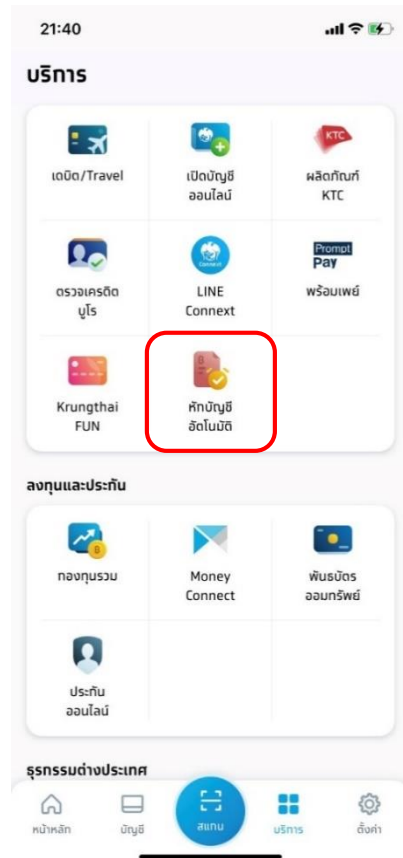 21:40
บริการ
เดบิต/Travel
เปิดบัญชี
ออนไลน์
KTC
ผลิตภัณฑ์
KTC
ตรวจเครดิต
บูโร
Connext
LINE
Connext
Prompt
Pay
พร้อมเพย์
Krungthai
FUN
หักบัญชี
อัตโนมัติ
ลงทุนและประกัน
กองทุนรวม
Money
Connect
พันธบัตร
ออมทรัพย์
ประกัน
ออนไลน์
ธุรกรรมต่างประเทศ
หน้าหลัก
บัญชี
สแกน
บริการ
ตั้งค่า